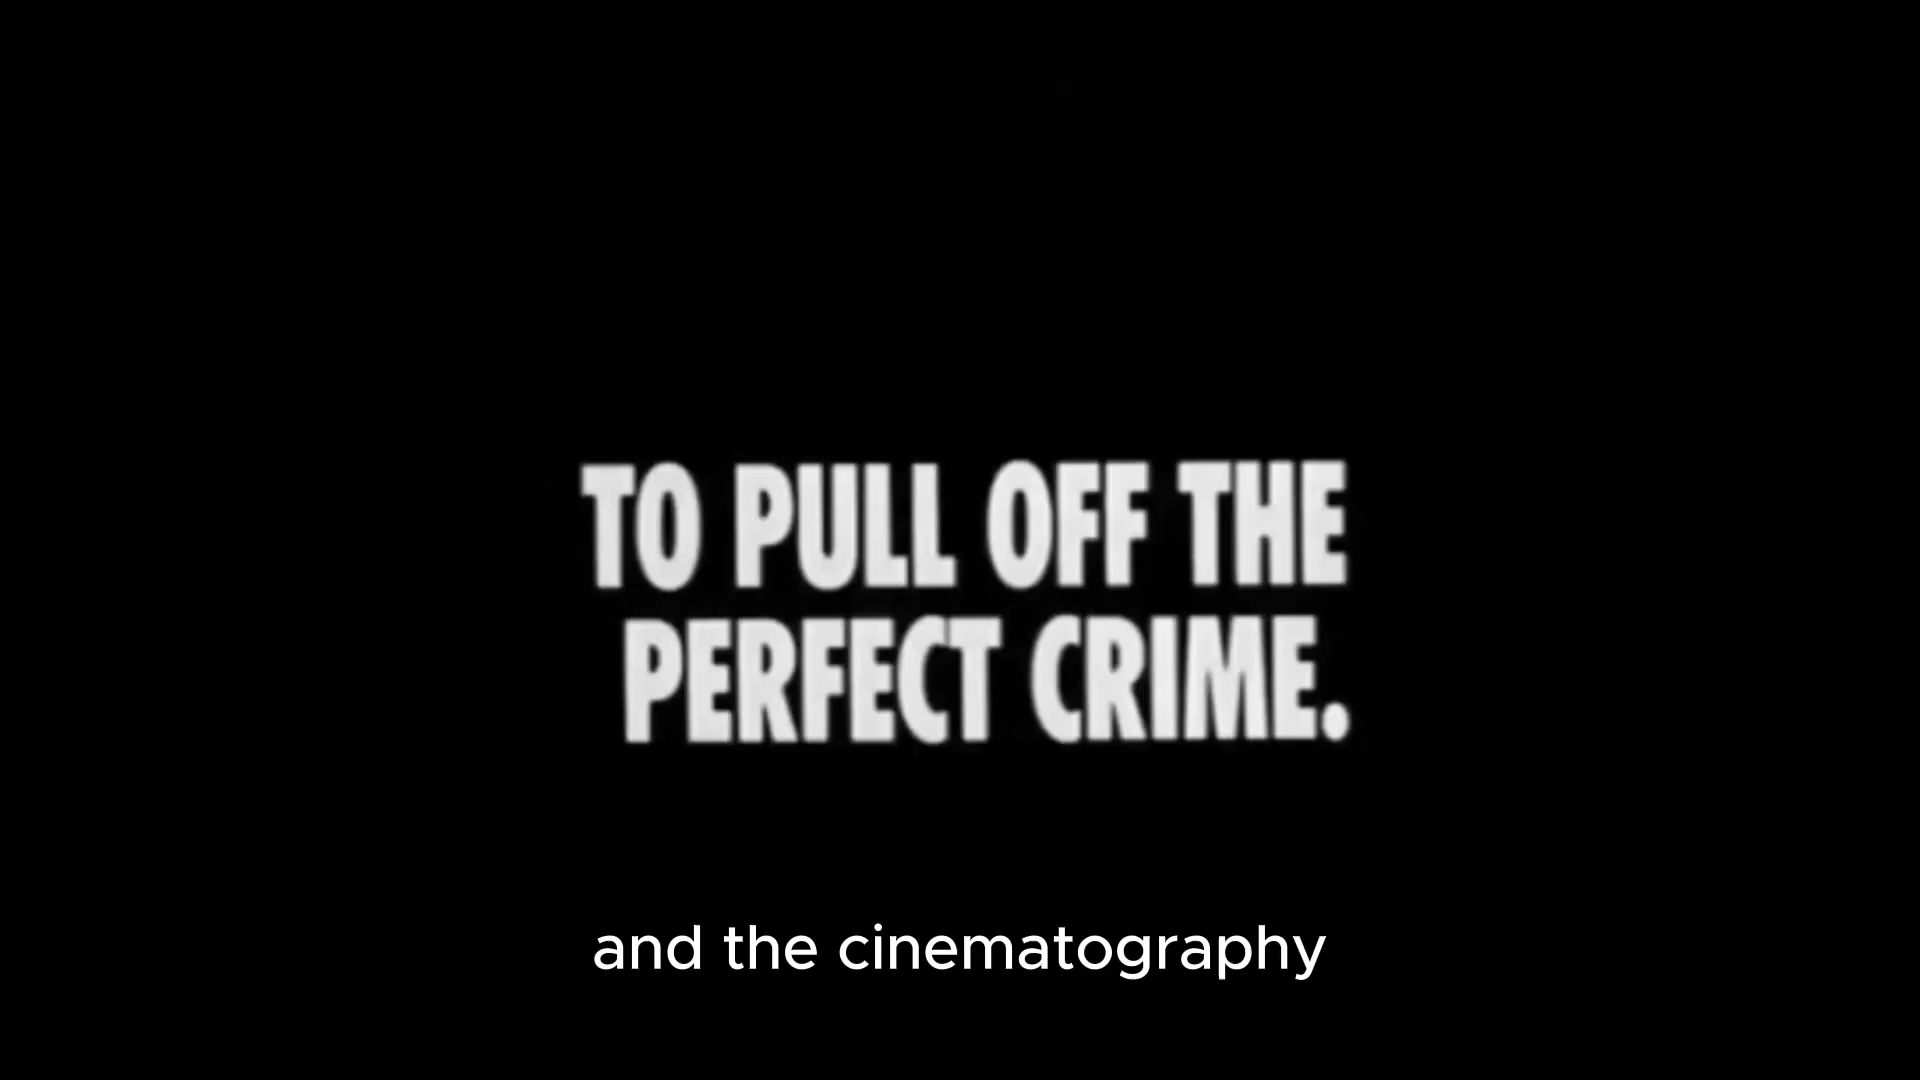 TO PULL OFF THE
PERFECT CRIME.
and the cinematography